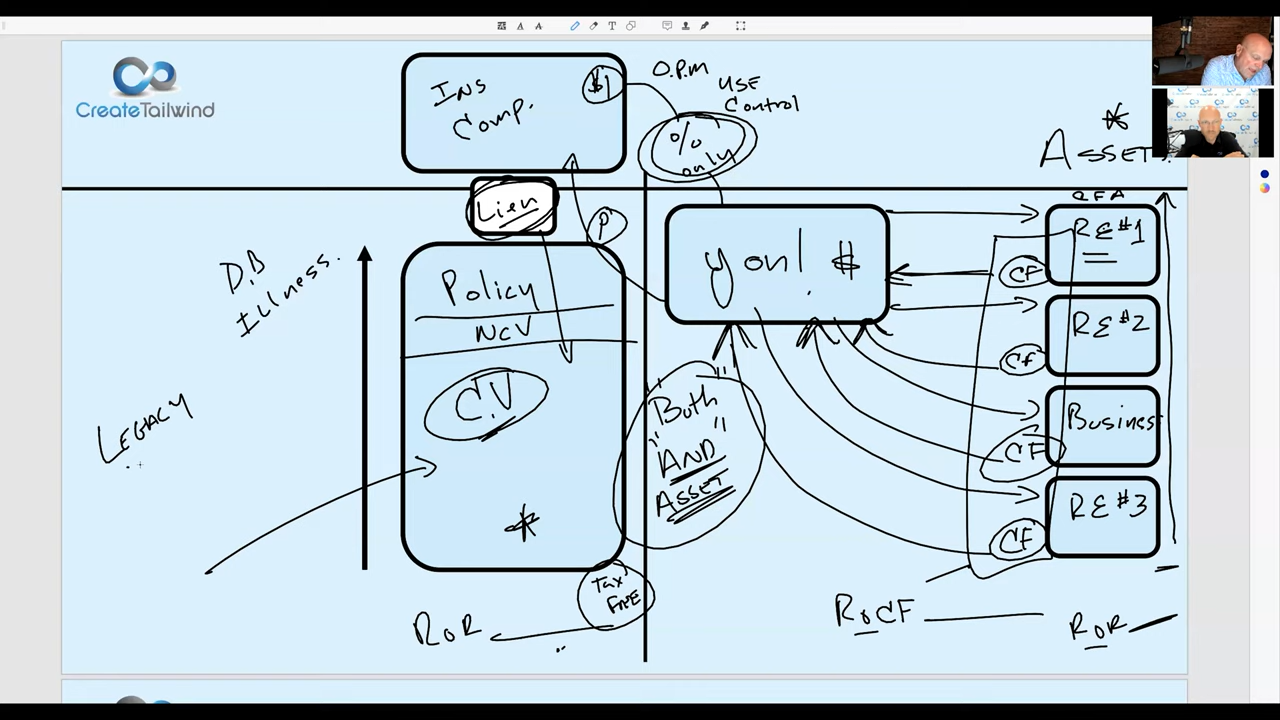 CreateTailwind
INS
Comp.
$1
O.P.M
USE
Control
%
only
*
ASSET
Lien
P
D.B
Illness.
LEGACY
Policy
NCV
C.V
*
Tax
FREE
ROR
you! $
"Both"
"AND"
ASSET
RE #1
CF
RE #2
CF
Business
CF
RE #3
CF
ROCF
ROR